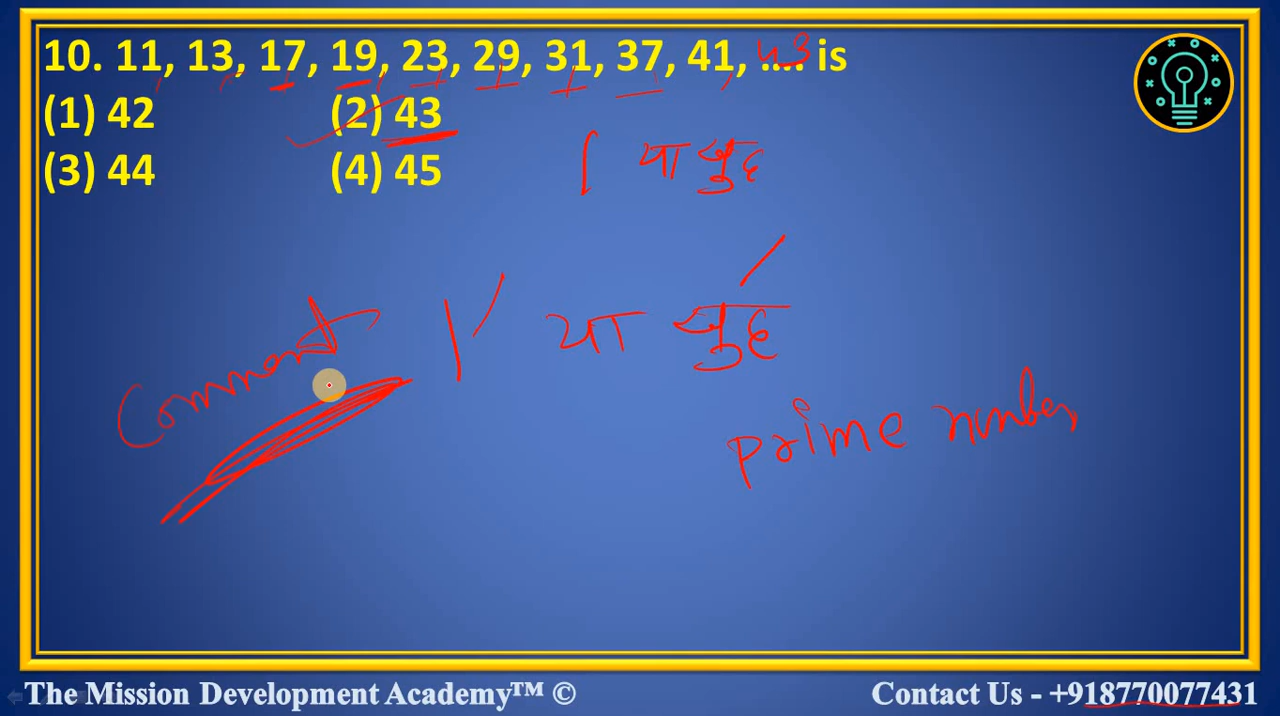 10. 11, 13, 17, 19, 23, 29, 31, 37, 41, .... is
43
(1) 42 (2) 43
(3) 44 (4) 45
1 या खुद
1 या खुद
Comment
prime number
The Mission Development Academy™ © Contact Us - +918770077431